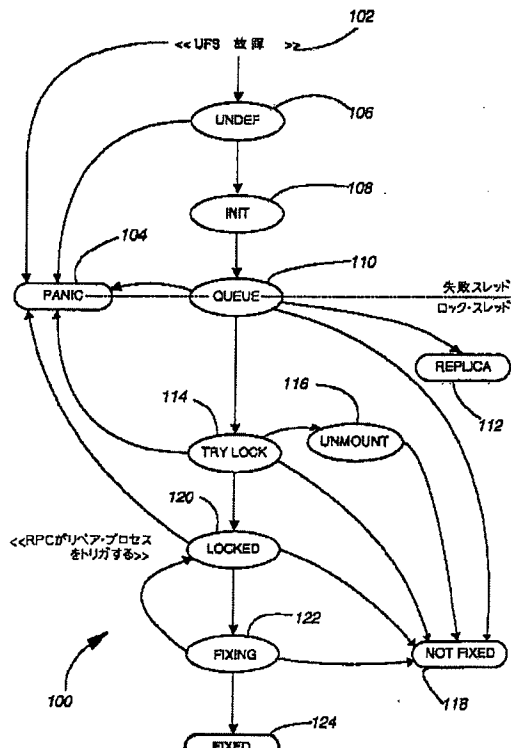 102
<< UFS 故障 >>
UNDEF
106
INIT
108
104
PANIC
QUEUE
110
失敗スレッド
ロック・スレッド
REPLICA
112
114
TRY LOCK
116
UNMOUNT
120
LOCKED
<<RPCがリペア・プロセス
をトリガする>>
FIXING
122
NOT FIXED
118
100
FIXED
124